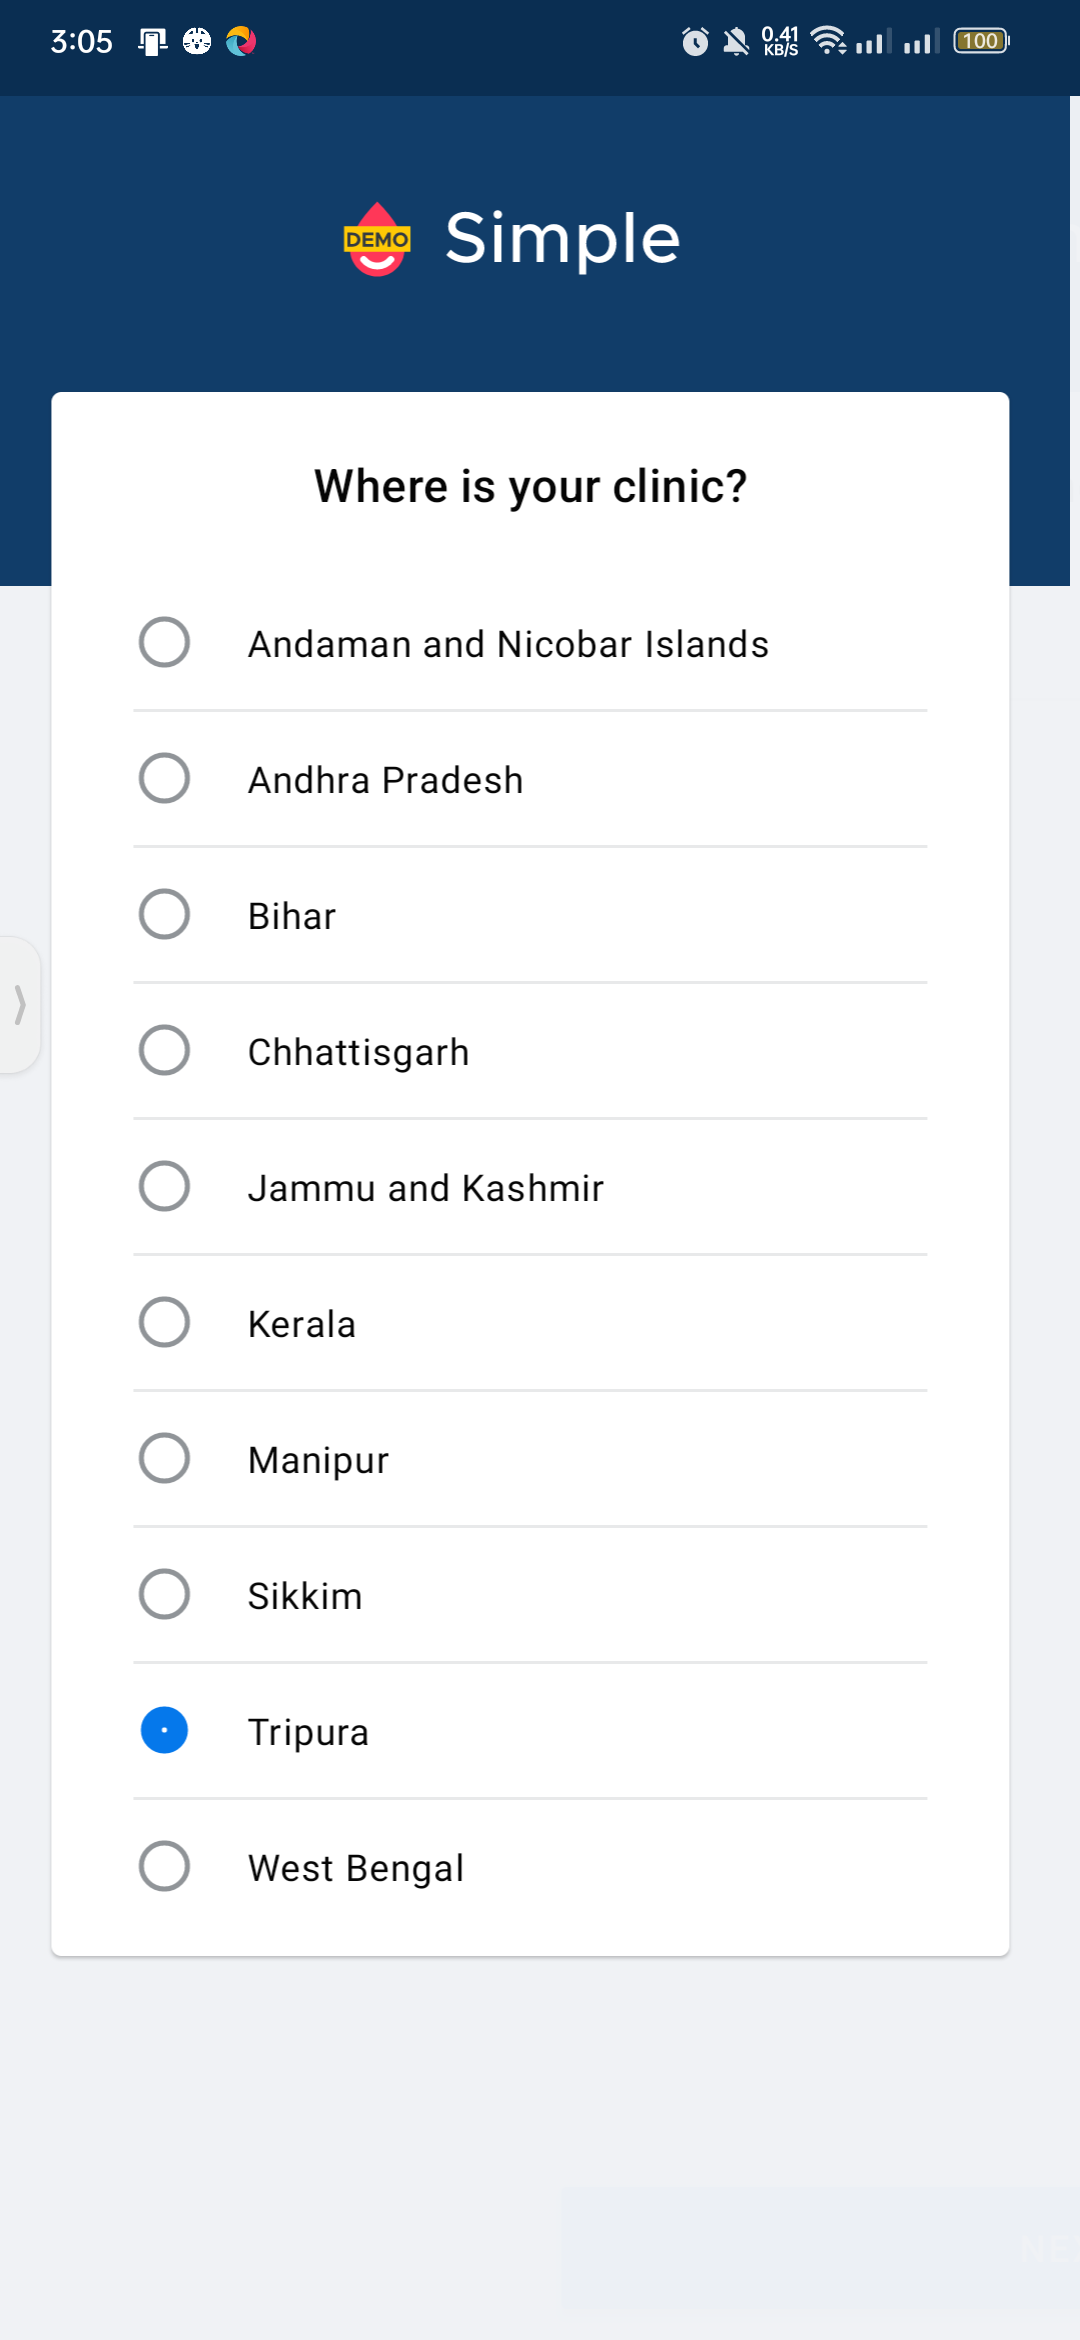 3:05
0.41
KB/S
100
DEMO
Simple
Where is your clinic?
Andaman and Nicobar Islands
Andhra Pradesh
Bihar
Chhattisgarh
Jammu and Kashmir
Kerala
Manipur
Sikkim
Tripura
West Bengal